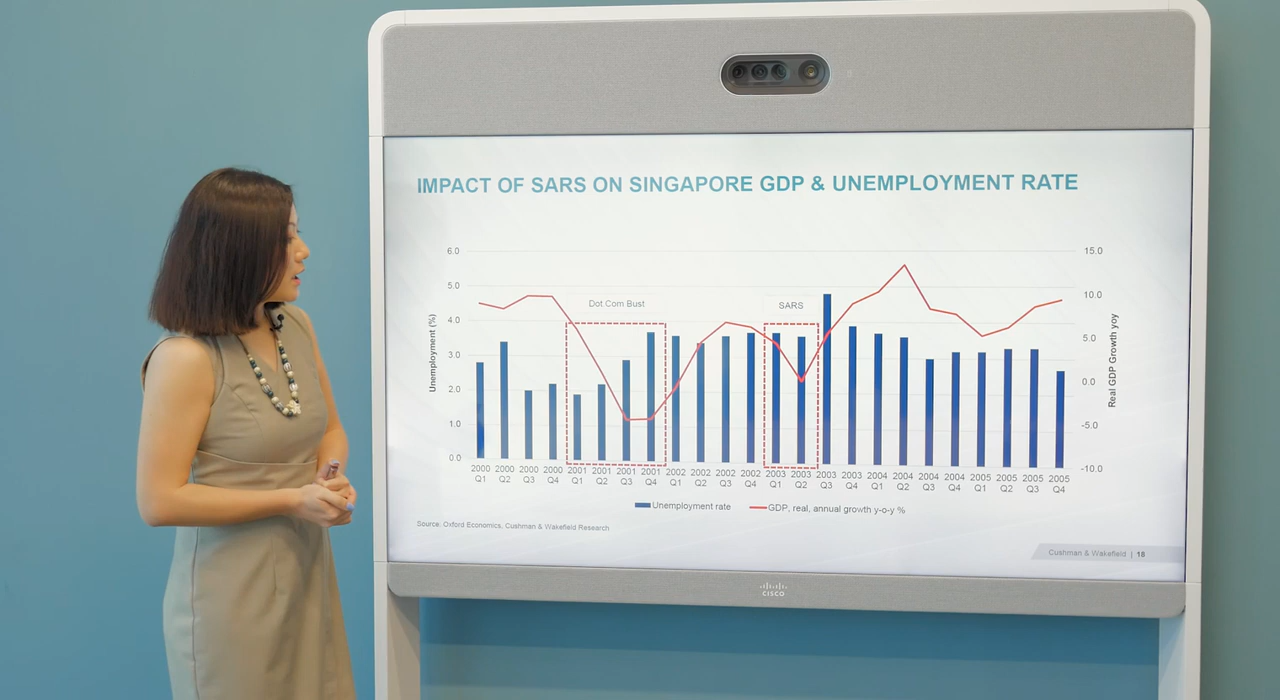 IMPACT OF SARS ON SINGAPORE GDP & UNEMPLOYMENT RATE
6.0
5.0
4.0
3.0
2.0
1.0
0.0
Unemployment (%)
Dot Com Bust
SARS
15.0
10.0
5.0
0.0
-5.0
-10.0
Real GDP Growth yoy
2000 2000 2000 2000 2001 2001 2001 2001 2002 2002 2002 2002 2003 2003 2003 2003 2004 2004 2004 2004 2005 2005 2005 2005
Q1 Q2 Q3 Q4 Q1 Q2 Q3 Q4 Q1 Q2 Q3 Q4 Q1 Q2 Q3 Q4 Q1 Q2 Q3 Q4 Q1 Q2 Q3 Q4
Unemployment rate GDP, real, annual growth y-o-y %
Source: Oxford Economics, Cushman & Wakefield Research
Cushman & Wakefield | 18
CISCO